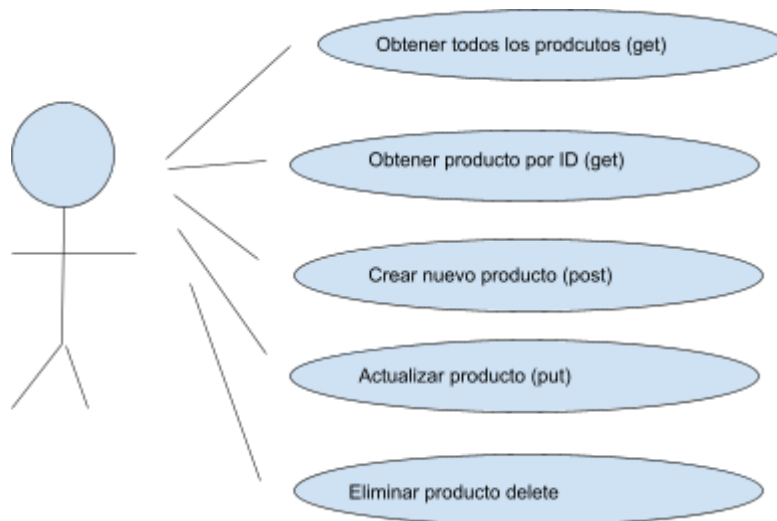 Obtener todos los prodcutos (get)
Obtener producto por ID (get)
Crear nuevo producto (post)
Actualizar producto (put)
Eliminar producto delete